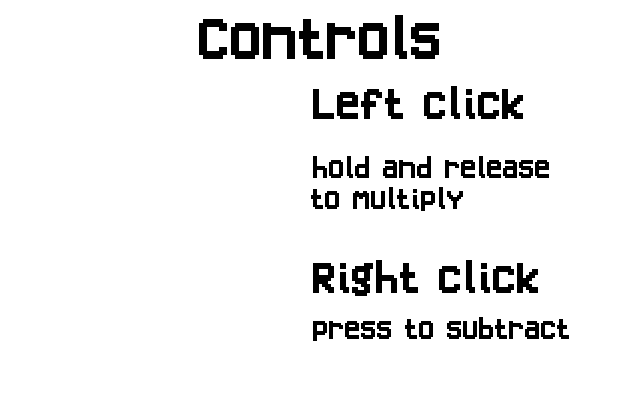 Controls
Left click
hold and release
to multiply
Right click
press to subtract